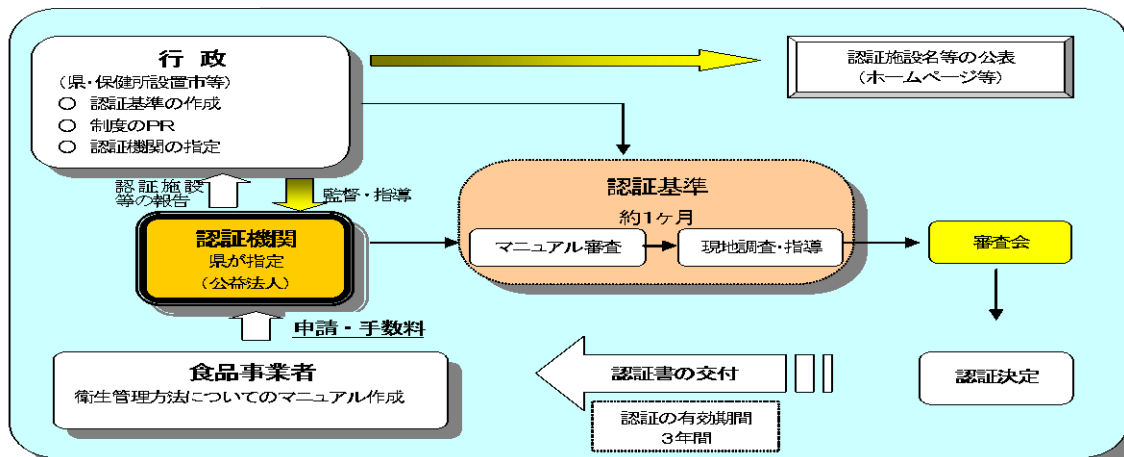 行 政
(県・保健所設置市等)
○ 認証基準の作成
○ 制度のPR
○ 認証機関の指定
認証施設名等の公表
(ホームページ等)
認証施設
等の報告
監督・指導
認証機関
県が指定
(公益法人)
認証基準
約1ヶ月
マニュアル審査
現地調査・指導
審査会
申請・手数料
食品事業者
衛生管理方法についてのマニュアル作成
認証書の交付
認証の有効期間
3年間
認証決定